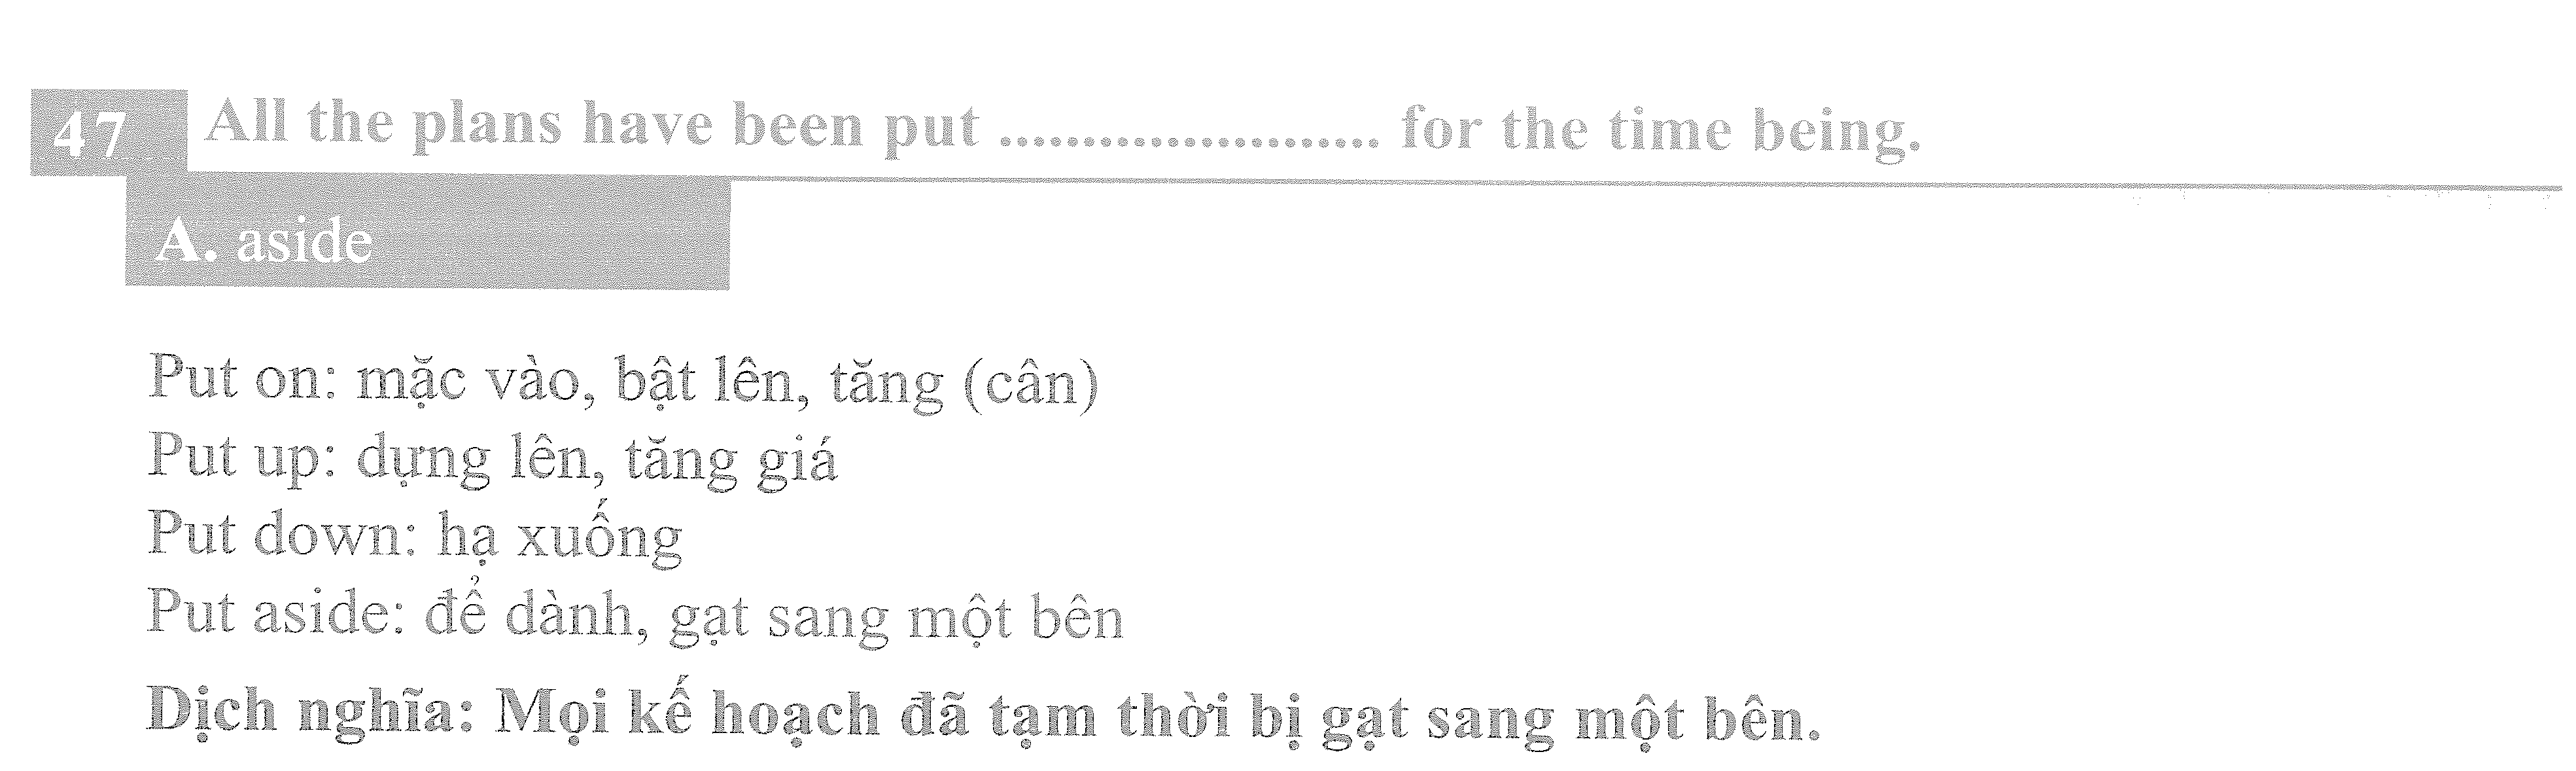 47 All the plans have been put ....................... for the time being.
A. aside
Put on: mặc vào, bật lên, tăng (cân)
Put up: dựng lên, tăng giá
Put down: hạ xuống
Put aside: để dành, gạt sang một bên
Dịch nghĩa: Mọi kế hoạch đã tạm thời bị gạt sang một bên.